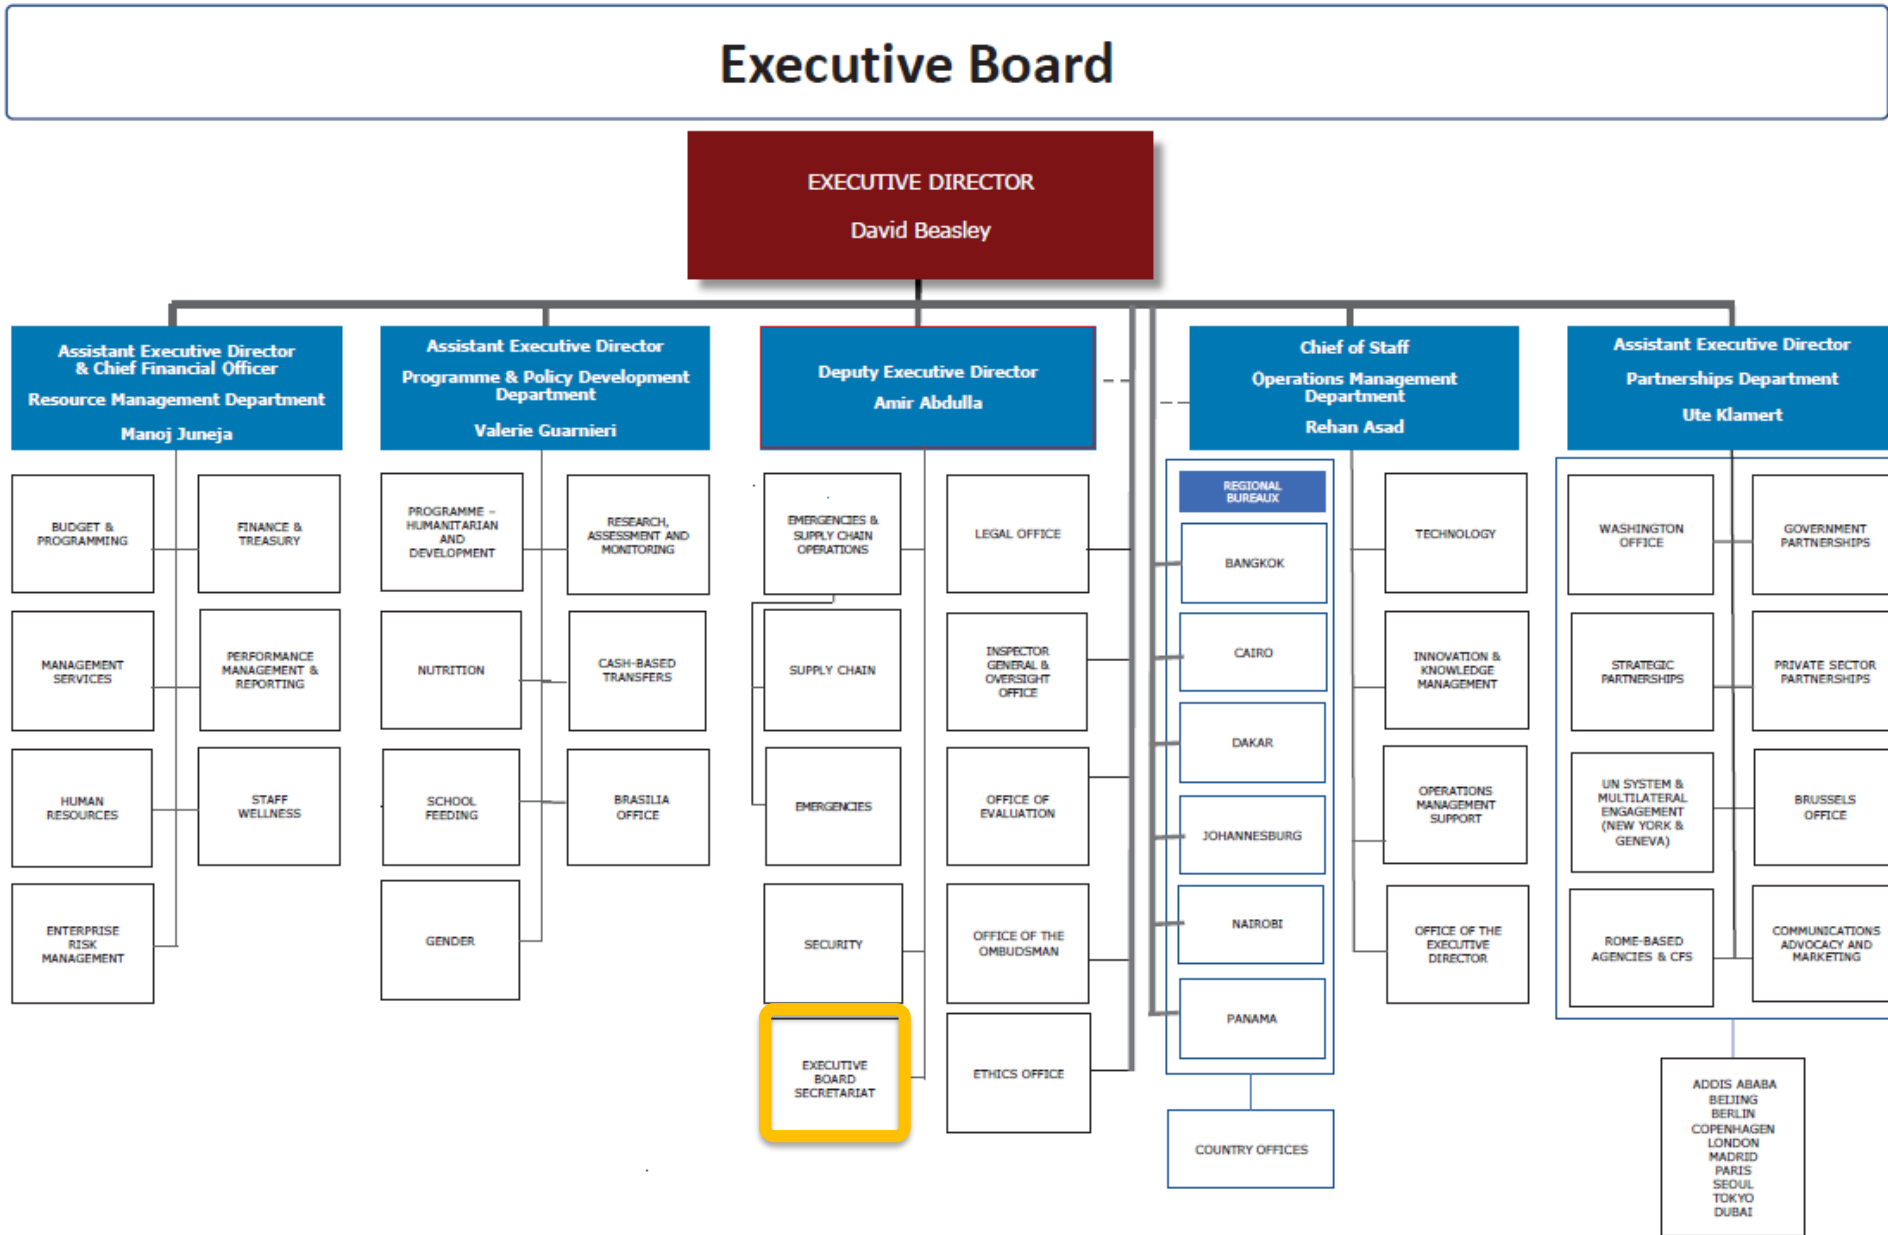 Executive Board
EXECUTIVE DIRECTOR
David Beasley
Assistant Executive Director
& Chief Financial Officer
Resource Management Department
Manoj Juneja
Assistant Executive Director
Programme & Policy Development
Department
Valerie Guarnieri
Deputy Executive Director
Amir Abdulla
Chief of Staff
Operations Management
Department
Rehan Asad
Assistant Executive Director
Partnerships Department
Ute Klamert
BUDGET &
PROGRAMMING
FINANCE &
TREASURY
MANAGEMENT
SERVICES
PERFORMANCE
MANAGEMENT &
REPORTING
HUMAN
RESOURCES
STAFF
WELLNESS
ENTERPRISE
RISK
MANAGEMENT
PROGRAMME –
HUMANITARIAN
AND
DEVELOPMENT
RESEARCH,
ASSESSMENT AND
MONITORING
NUTRITION
CASH-BASED
TRANSFERS
SCHOOL
FEEDING
BRASILIA
OFFICE
GENDER
EMERGENCIES &
SUPPLY CHAIN
OPERATIONS
LEGAL OFFICE
SUPPLY CHAIN
INSPECTOR
GENERAL &
OVERSIGHT
OFFICE
EMERGENCIES
OFFICE OF
EVALUATION
SECURITY
OFFICE OF THE
OMBUDSMAN
EXECUTIVE
BOARD
SECRETARIAT
ETHICS OFFICE
REGIONAL
BUREAUX
BANGKOK
CAIRO
DAKAR
JOHANNESBURG
NAIROBI
PANAMA
COUNTRY OFFICES
TECHNOLOGY
INNOVATION &
KNOWLEDGE
MANAGEMENT
OPERATIONS
MANAGEMENT
SUPPORT
OFFICE OF THE
EXECUTIVE
DIRECTOR
WASHINGTON
OFFICE
GOVERNMENT
PARTNERSHIPS
STRATEGIC
PARTNERSHIPS
PRIVATE SECTOR
PARTNERSHIPS
UN SYSTEM &
MULTILATERAL
ENGAGEMENT
(NEW YORK &
GENEVA)
BRUSSELS
OFFICE
ROME-BASED
AGENCIES & CFS
COMMUNICATIONS
ADVOCACY AND
MARKETING
ADDIS ABABA
BEIJING
BERLIN
COPENHAGEN
LONDON
MADRID
PARIS
SEOUL
TOKYO
DUBAI